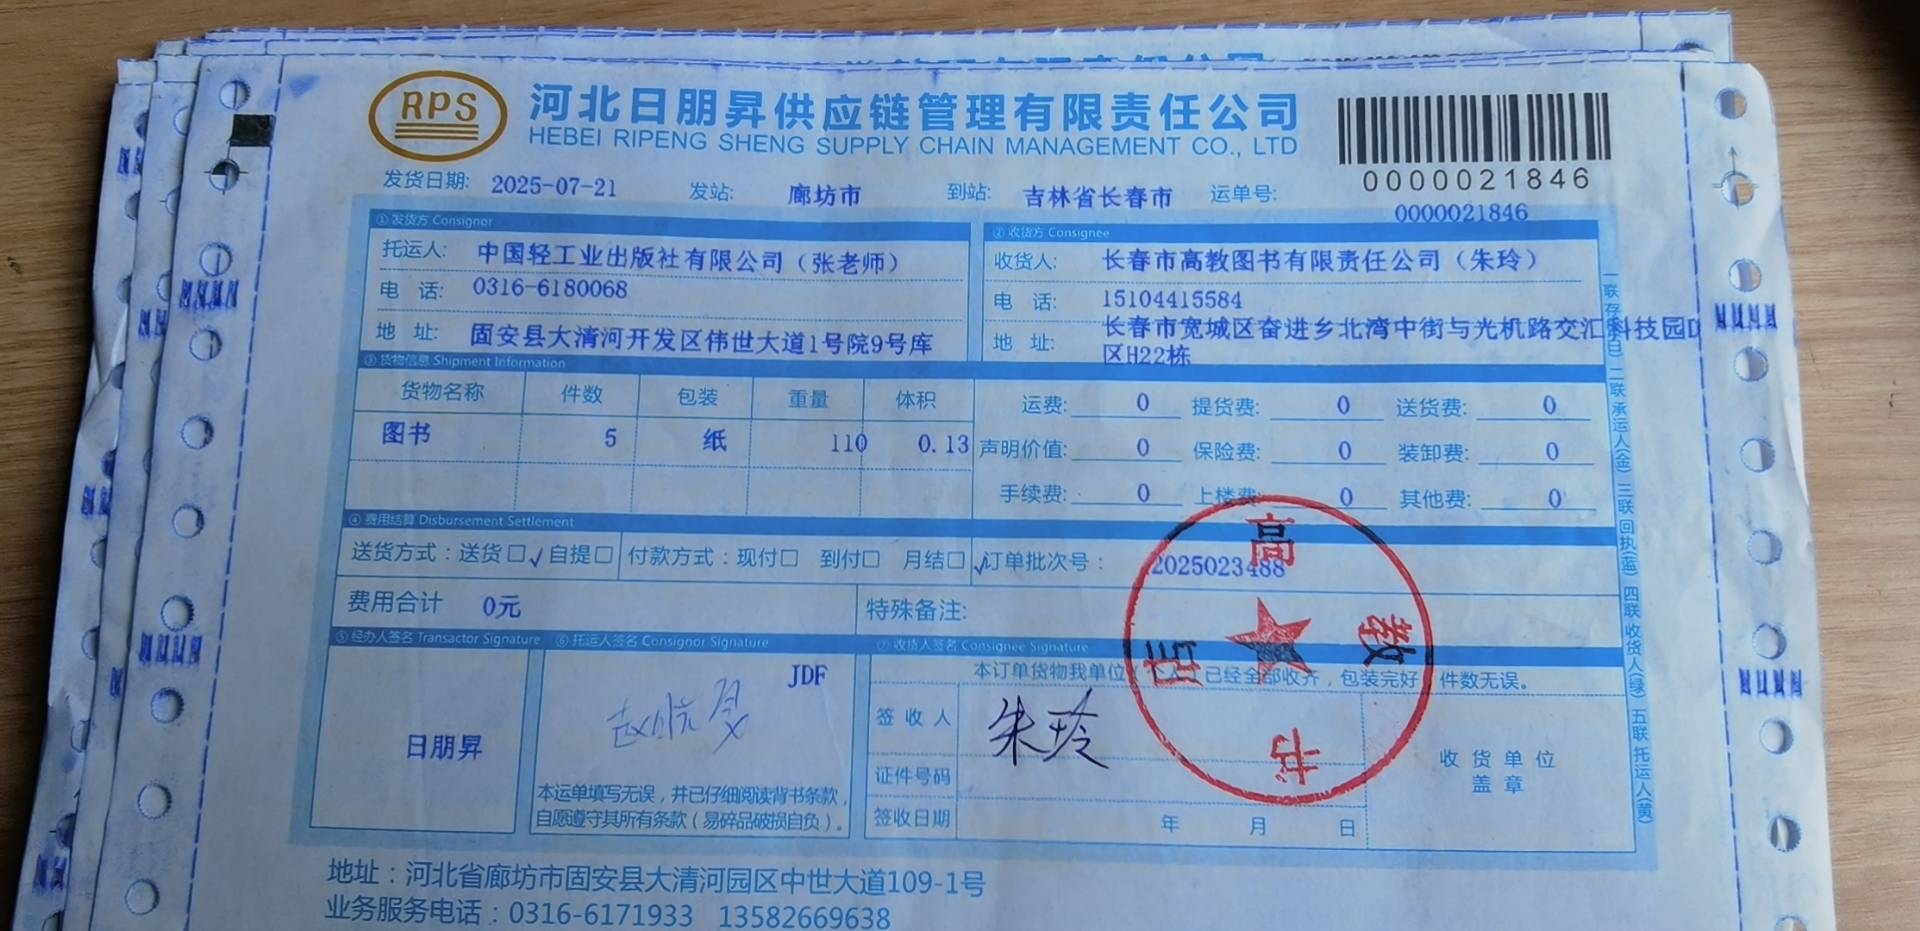 RPS
河北日朋昇供应链管理有限责任公司
HEBEI RIPENG SHENG SUPPLY CHAIN MANAGEMENT CO., LTD
0000021846
发货日期: 2025-07-21 发站: 廊坊市 到站: 吉林省长春市 运单号: 0000021846
① 发货方 Consignor
② 收货方 Consignee
托运人: 中国轻工业出版社有限公司（张老师）
电 话: 0316-6180068
地 址: 固安县大清河开发区伟世大道1号院9号库
收货人: 长春市高教图书有限责任公司（朱玲）
电 话: 15104415584
地 址: 长春市宽城区奋进乡北湾中街与光机路交汇科技园D
区H22栋
③ 货物信息 Shipment Information
货物名称 件数 包装 重量 体积
图书 5 纸 110 0.13
运费: 0 提货费: 0 送货费: 0
声明价值: 0 保险费: 0 装卸费: 0
手续费: 0 上楼费: 0 其他费: 0
④ 费用结算 Disbursement Settlement
送货方式：送货□√自提□ 付款方式：现付□ 到付□ 月结□√订单批次号： 2025023488
费用合计 0元 特殊备注:
⑤ 经办人签名 Transactor Signature
⑥ 托运人签名 Consignor Signature
⑦ 收货人签名 Consignee Signature
日朋昇
JDF
本运单填写无误，并已仔细阅读背书条款，
自愿遵守其所有条款（易碎品破损自负）。
本订单货物我单位（个人）已经全部收齐，包装完好，件数无误。
签收人 朱玲
证件号码
签收日期 年 月 日
收货单位
盖章
高
教
书
店
二联 承运人(金) 三联 回执(蓝) 四联 收货人(绿) 五联 托运人(黄)
地址：河北省廊坊市固安县大清河园区中世大道109-1号
业务服务电话：0316-6171933 13582669638